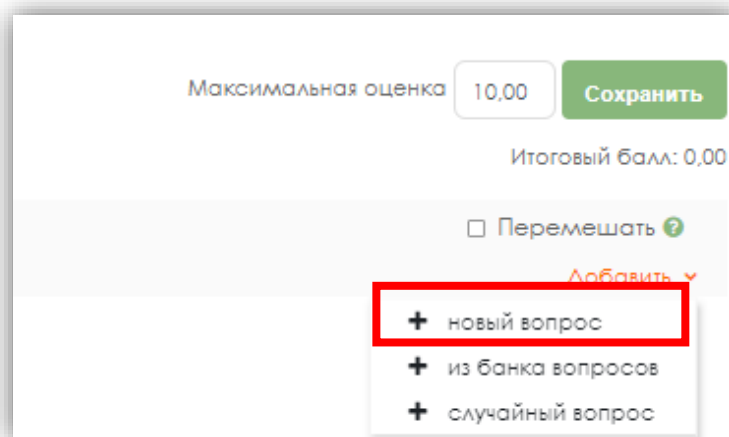 Максимальная оценка 10,00 Сохранить
Итоговый балл: 0,00
Перемешать
Добавить
новый вопрос
из банка вопросов
случайный вопрос